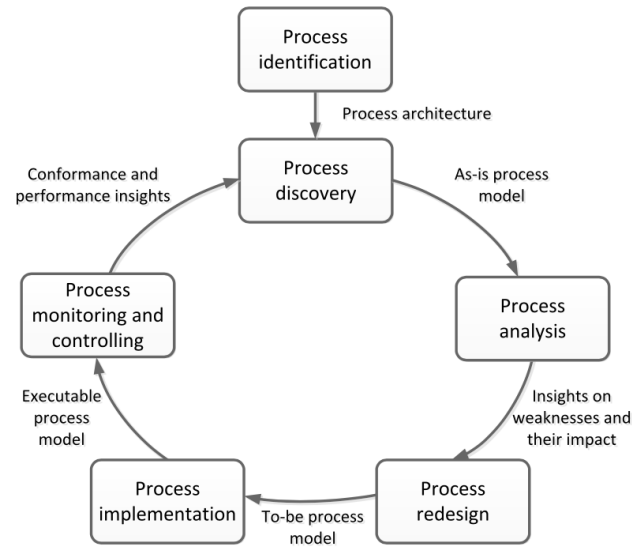 Process
identification
Process architecture
Process
discovery
Conformance and
performance insights
As-is process
model
Process
monitoring and
controlling
Process
analysis
Executable
process
model
Insights on
weaknesses and
their impact
Process
implementation
To-be process
model
Process
redesign